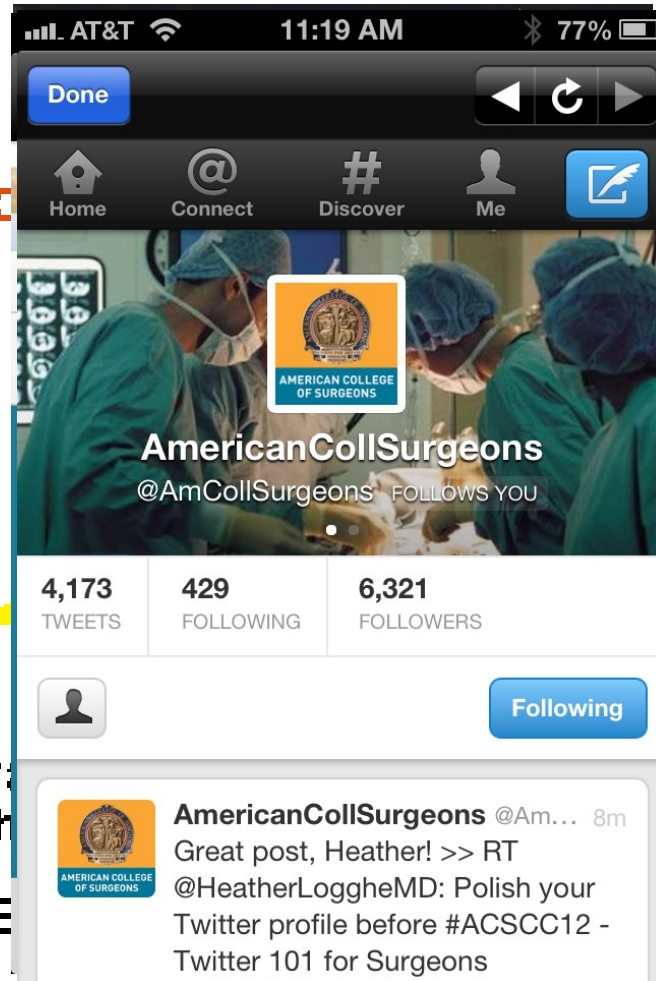 AT&T 11:19 AM 77%
Done
Home Connect Discover Me
AMERICAN COLLEGE
OF SURGEONS
AmericanCollSurgeons
@AmCollSurgeons FOLLOWS YOU
4,173 429 6,321
TWEETS FOLLOWING FOLLOWERS
Following
AMERICAN COLLEGE
OF SURGEONS
AmericanCollSurgeons @Am... 8m
Great post, Heather! >> RT
@HeatherLoggheMD: Polish your
Twitter profile before #ACSCC12 -
Twitter 101 for Surgeons